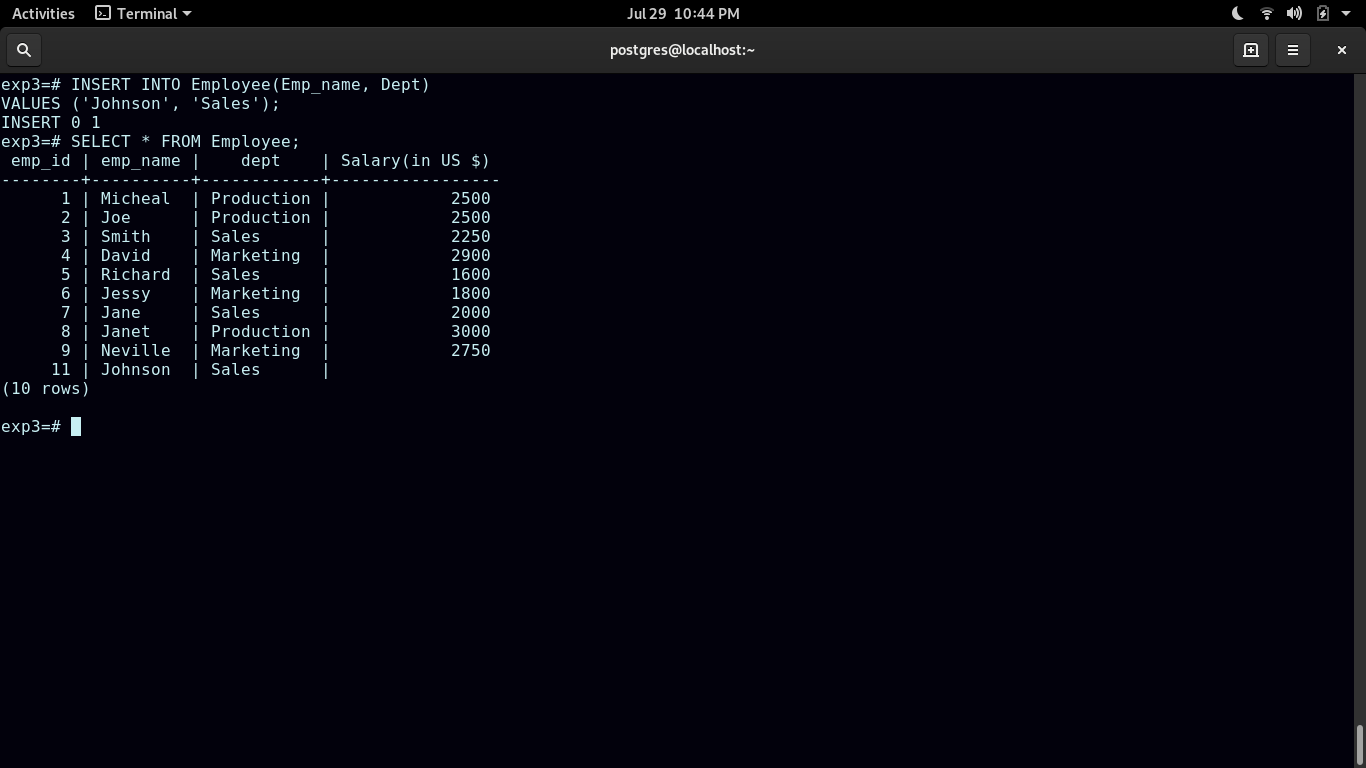 Activities Terminal Jul 29 10:44 PM
postgres@localhost:~
exp3=# INSERT INTO Employee(Emp_name, Dept)
VALUES ('Johnson', 'Sales');
INSERT 0 1
exp3=# SELECT * FROM Employee;
 emp_id | emp_name |    dept    | Salary(in US $) 
--------+----------+------------+-----------------
      1 | Micheal  | Production |            2500
      2 | Joe      | Production |            2500
      3 | Smith    | Sales      |            2250
      4 | David    | Marketing  |            2900
      5 | Richard  | Sales      |            1600
      6 | Jessy    | Marketing  |            1800
      7 | Jane     | Sales      |            2000
      8 | Janet    | Production |            3000
      9 | Neville  | Marketing  |            2750
     11 | Johnson  | Sales      |
(10 rows)
exp3=#